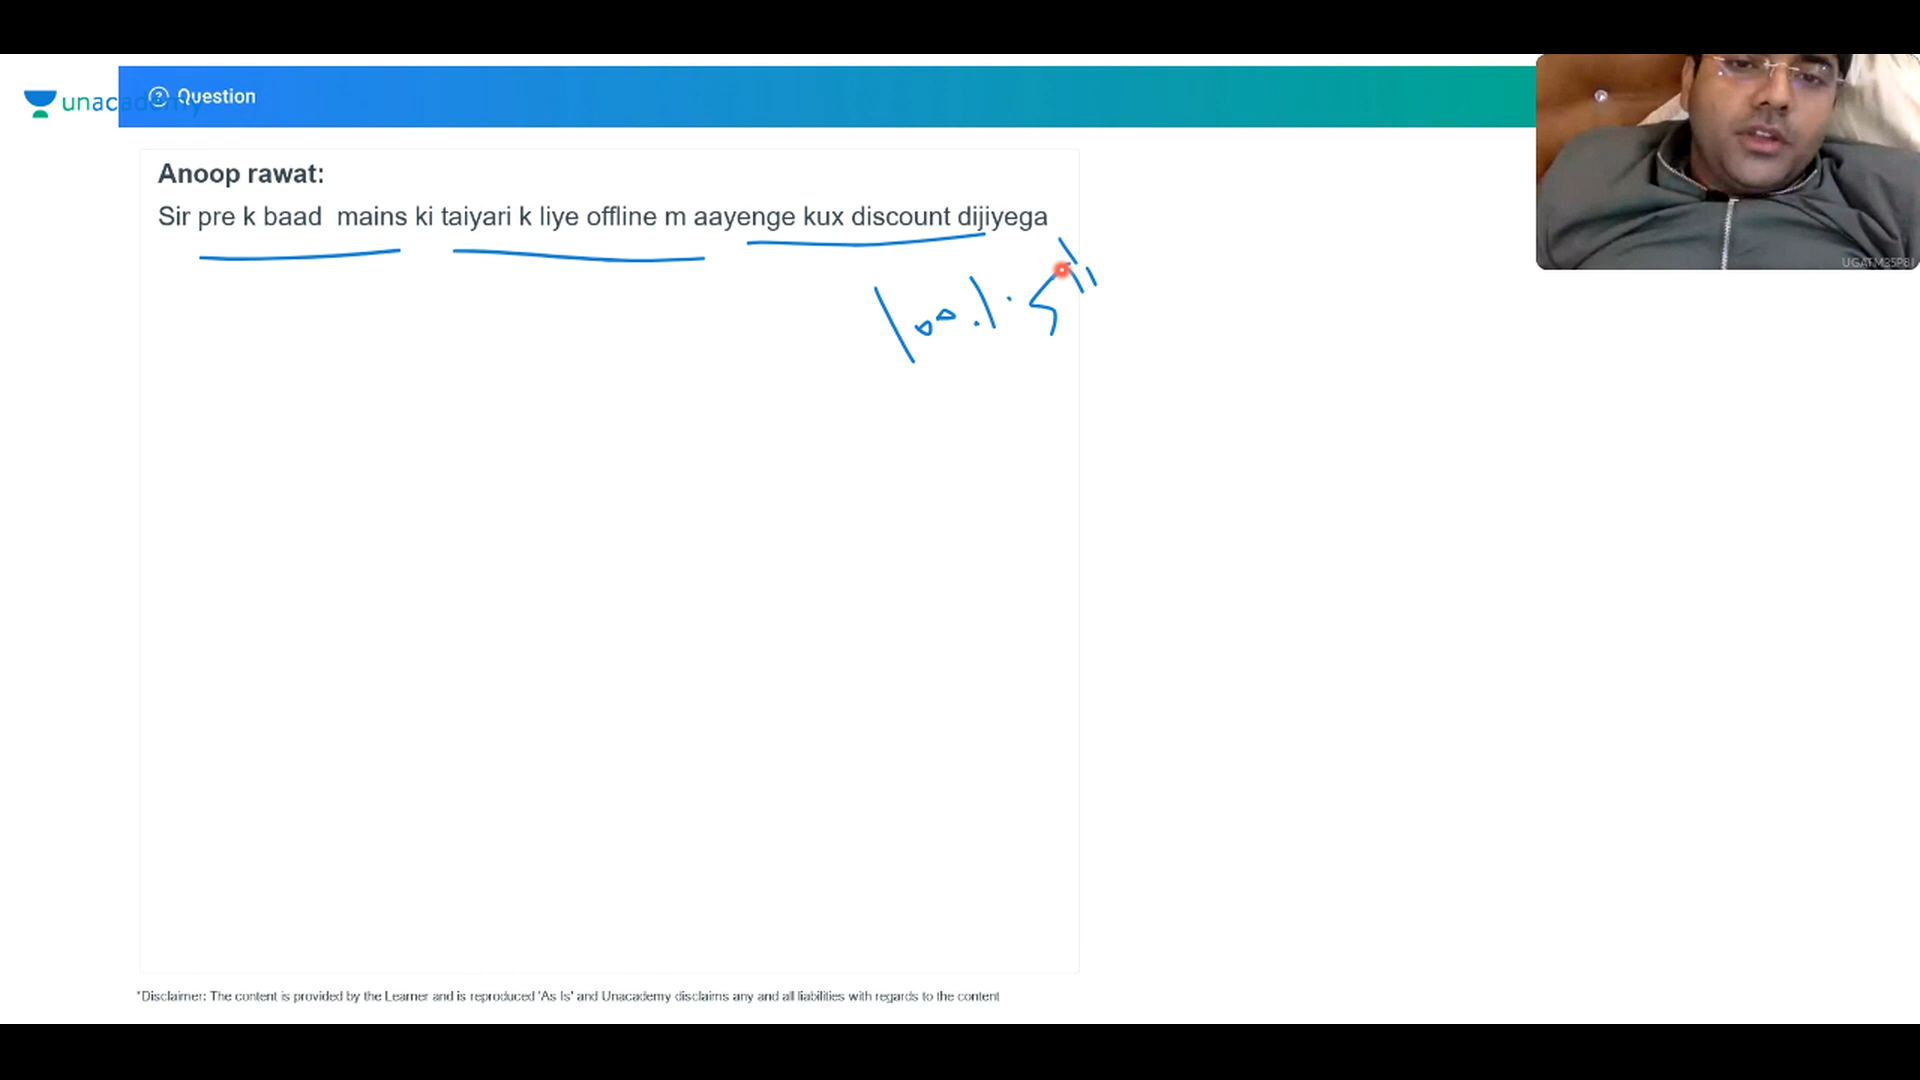 unacademy
Question
Anoop rawat:
Sir pre k baad mains ki taiyari k liye offline m aayenge kux discount dijiyega
100%
*Disclaimer: The content is provided by the Learner and is reproduced 'As Is' and Unacademy disclaims any and all liabilities with regards to the content